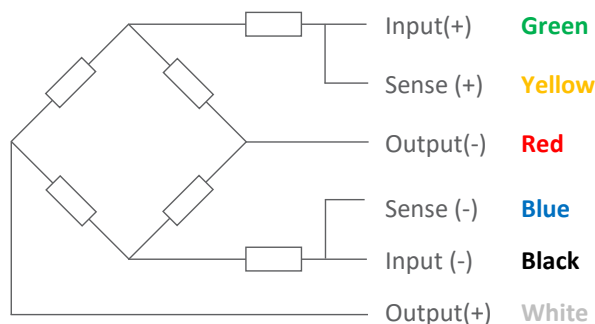 Input(+) Green
Sense (+) Yellow
Output(-) Red
Sense (-) Blue
Input (-) Black
Output(+) White